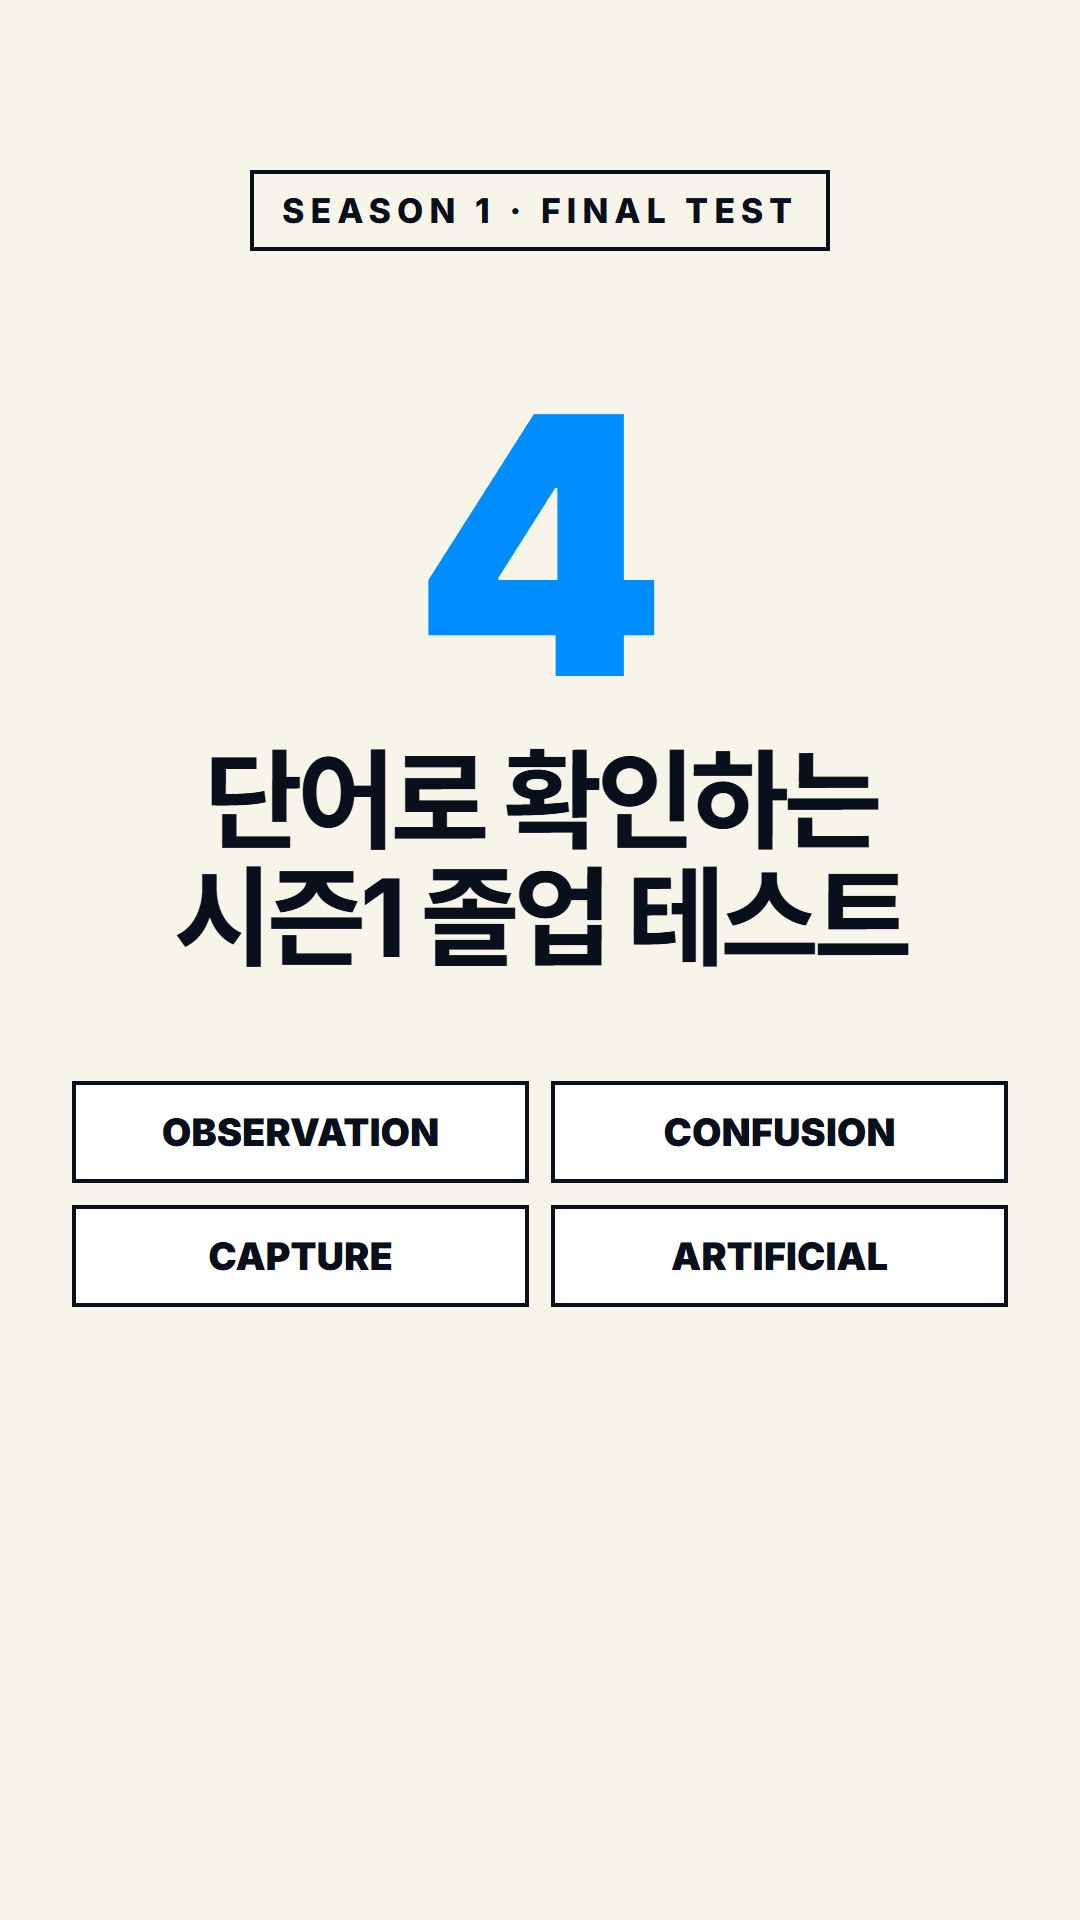 SEASON 1 · FINAL TEST
4
단어로 확인하는
시즌1 졸업 테스트
OBSERVATION
CONFUSION
CAPTURE
ARTIFICIAL